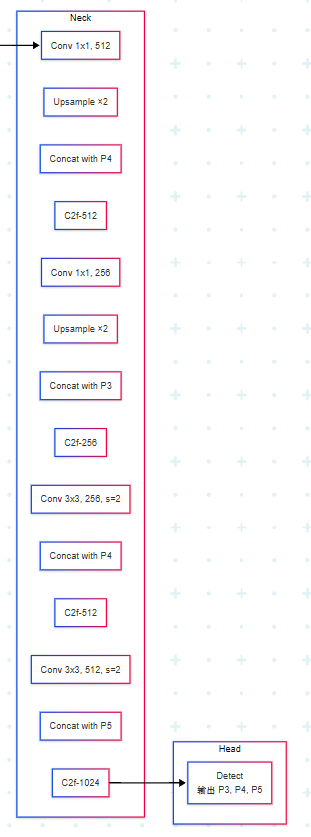 Neck
Conv 1x1, 512
Upsample ×2
Concat with P4
C2f-512
Conv 1x1, 256
Upsample ×2
Concat with P3
C2f-256
Conv 3x3, 256, s=2
Concat with P4
C2f-512
Conv 3x3, 512, s=2
Concat with P5
C2f-1024
Head
Detect
输出 P3, P4, P5